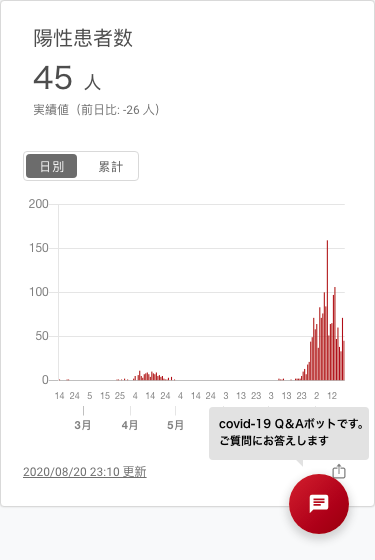 陽性患者数
45 人
実績値（前日比: -26 人）
日別 累計
200
150
100
50
0
14 24 5 15 25 4 14 24 4 14 24 3 13 23 3 13 23 2 12
3月 4月 5月
covid-19 Q&Aボットです。
ご質問にお答えします
2020/08/20 23:10 更新